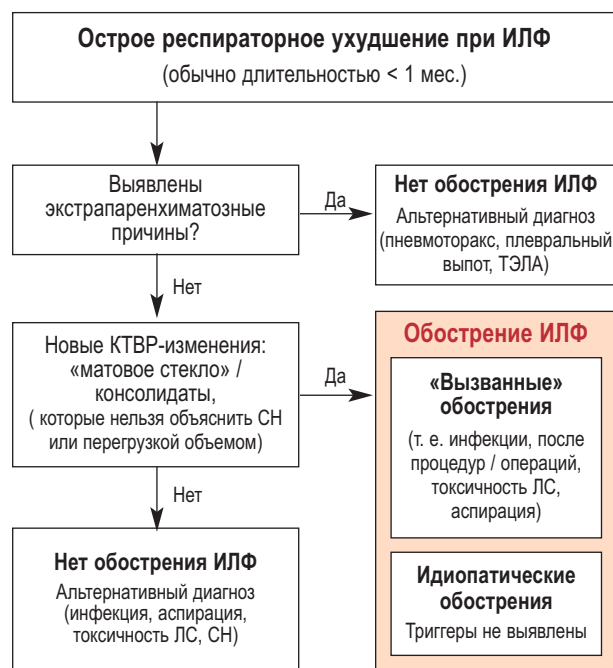 Острое респираторное ухудшение при ИЛФ
(обычно длительностью < 1 мес.)
Выявлены
экстрапаренхиматозные
причины?
Да
Нет обострения ИЛФ
Альтернативный диагноз
(пневмоторакс, плевральный
выпот, ТЭЛА)
Нет
Новые КТВР-изменения:
«матовое стекло» /
консолидаты,
( которые нельзя объяснить СН
или перегрузкой объемом)
Да
Обострение ИЛФ
«Вызванные»
обострения
(т. е. инфекции, после
процедур / операций,
токсичность ЛС,
аспирация)
Нет
Нет обострения ИЛФ
Альтернативный диагноз
(инфекция, аспирация,
токсичность ЛС, СН)
Идиопатические
обострения
Триггеры не выявлены